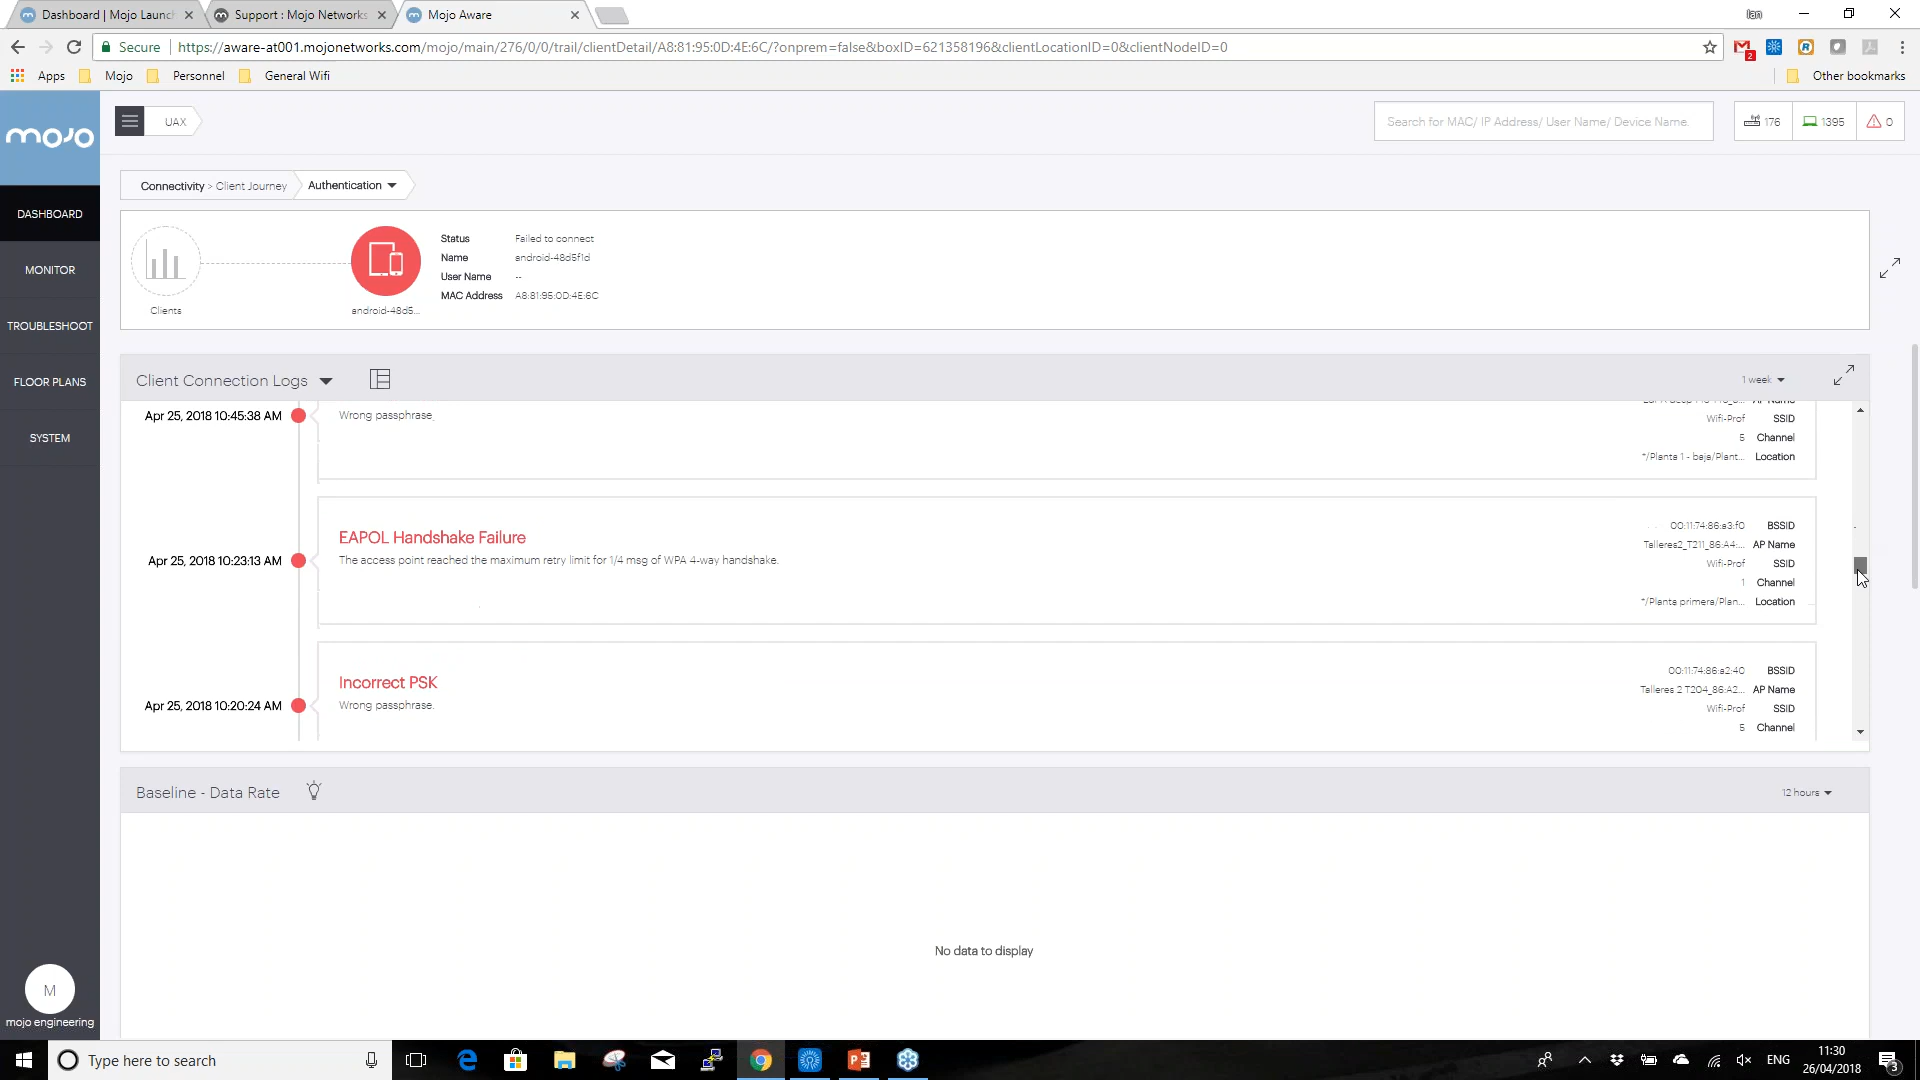 Dashboard | Mojo Launch
Support : Mojo Networks
Mojo Aware
Ian
Secure
https://aware-at001.mojonetworks.com/mojo/main/276/0/0/trail/clientDetail/A8:81:95:0D:4E:6C/?onprem=false&boxID=621358196&clientLocationID=0&clientNodeID=0
2
Apps
Mojo
Personnel
General Wifi
Other bookmarks
mojo
UAX
Search for MAC/ IP Address/ User Name/ Device Name.
176
1395
0
Connectivity > Client Journey
Authentication
DASHBOARD
MONITOR
TROUBLESHOOT
FLOOR PLANS
SYSTEM
Status Failed to connect
Name android-48d5f1d
User Name --
MAC Address A8:81:95:0D:4E:6C
Clients
android-48d5...
Client Connection Logs
1 week
Apr 25, 2018 10:45:38 AM
Wrong passphrase.
AP Name
Wifi-Prof SSID
5 Channel
*/Planta 1 - baja/Plant... Location
Apr 25, 2018 10:23:13 AM
EAPOL Handshake Failure
The access point reached the maximum retry limit for 1/4 msg of WPA 4-way handshake.
00:11:74:86:a3:f0 BSSID
Talleres2_T211_86:A4:... AP Name
Wifi-Prof SSID
1 Channel
*/Planta primera/Plan... Location
Apr 25, 2018 10:20:24 AM
Incorrect PSK
Wrong passphrase.
00:11:74:86:a2:40 BSSID
Talleres 2 T204_86:A2... AP Name
Wifi-Prof SSID
5 Channel
Baseline - Data Rate
12 hours
No data to display
M
mojo engineering
Type here to search
ENG
11:30
26/04/2018
3